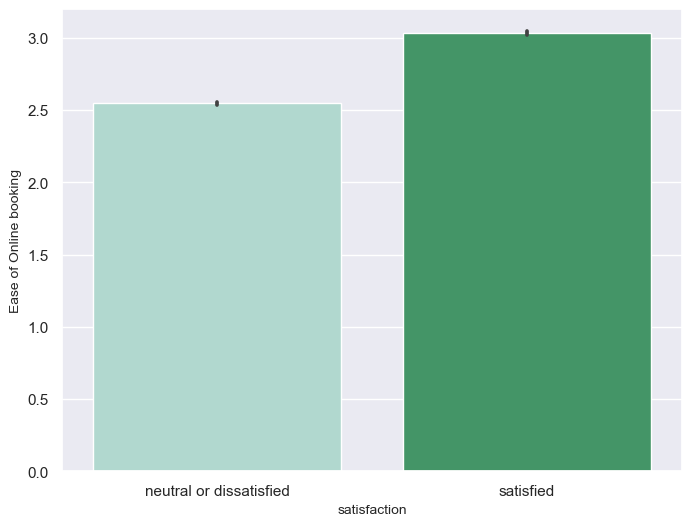 Ease of Online booking
3.0
2.5
2.0
1.5
1.0
0.5
0.0
neutral or dissatisfied
satisfied
satisfaction